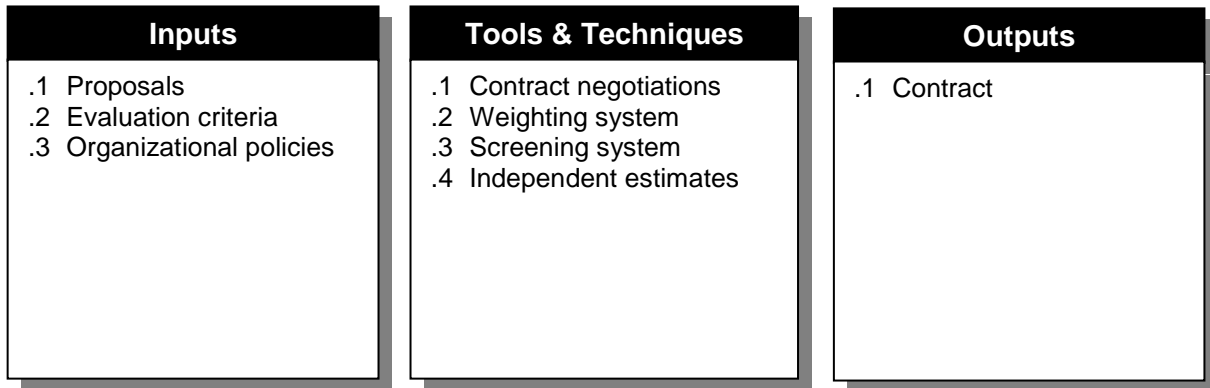 Inputs
.1 Proposals
.2 Evaluation criteria
.3 Organizational policies
Tools & Techniques
.1 Contract negotiations
.2 Weighting system
.3 Screening system
.4 Independent estimates
Outputs
.1 Contract